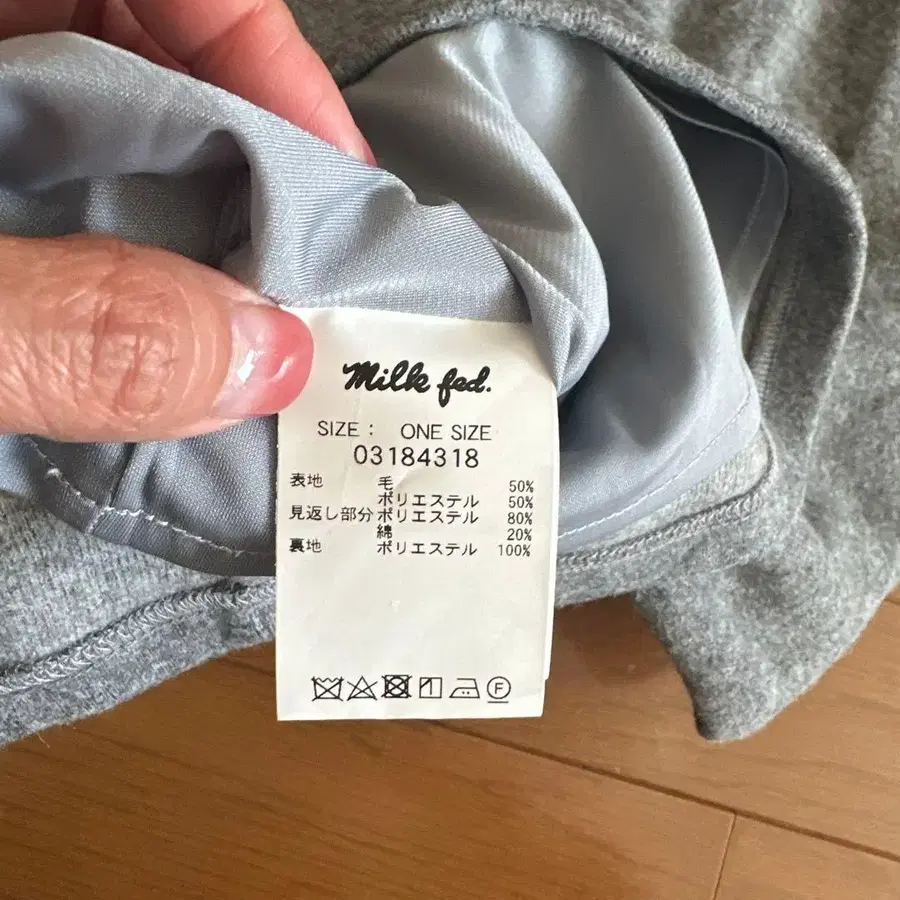 Milk fed.
SIZE : ONE SIZE
03184318
表地 毛 50%
ポリエステル 50%
見返し部分 ポリエステル 80%
綿 20%
裏地 ポリエステル 100%
F